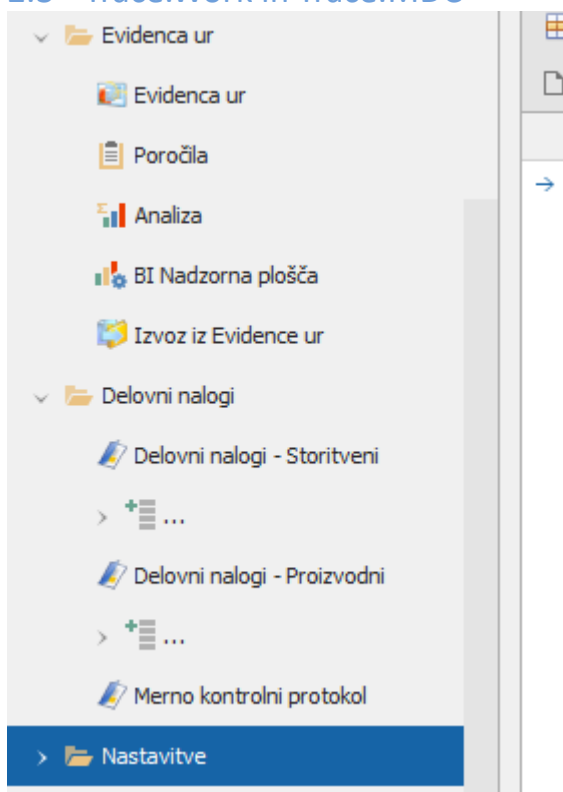 Evidenca ur
Evidenca ur
Poročila
Analiza
BI Nadzorna plošča
Izvoz iz Evidence ur
Delovni nalogi
Delovni nalogi - Storitveni
...
Delovni nalogi - Proizvodni
...
Merno kontrolni protokol
Nastavitve